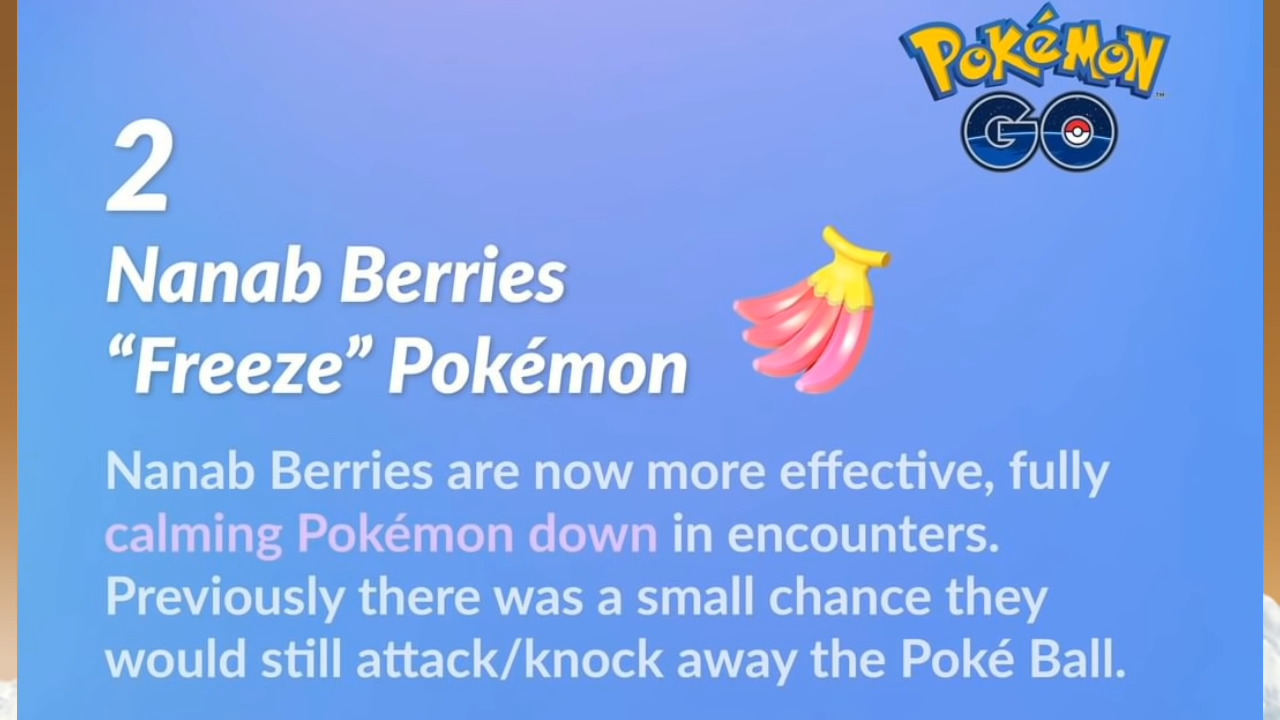 POKÉMON
GO
2
Nanab Berries
“Freeze” Pokémon
Nanab Berries are now more effective, fully
calming Pokémon down in encounters.
Previously there was a small chance they
would still attack/knock away the Poké Ball.